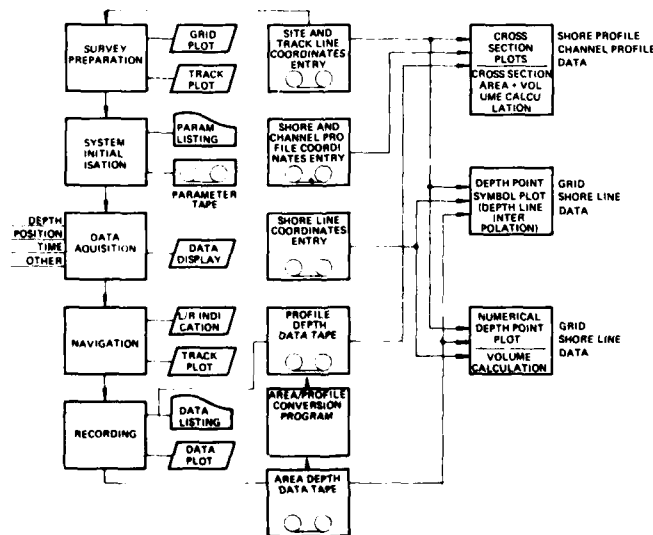 SURVEY
PREPARATION
GRID
PLOT
TRACK
PLOT
SYSTEM
INITIAL
ISATION
PARAM
LISTING
PARAMETER
TAPE
DEPTH
POSITION
TIME
OTHER
DATA
AQUISITION
DATA
DISPLAY
NAVIGATION
L/R INDI
CATION
TRACK
PLOT
RECORDING
DATA
LISTING
DATA
PLOT
SITE AND
TRACK LINE
COORDINATES
ENTRY
SHORE AND
CHANNEL PRO
FILE COORDI
NATES ENTRY
SHORE LINE
COORDINATES
ENTRY
PROFILE
DEPTH
DATA TAPE
AREA/PROFILE
CONVERSION
PROGRAM
AREA DEPTH
DATA TAPE
CROSS
SECTION
PLOTS
CROSS SECTION
AREA + VOL
UME CALCU
LATION
SHORE PROFILE
CHANNEL PROFILE
DATA
DEPTH POINT
SYMBOL PLOT
(DEPTH LINE
INTER
POLATION)
GRID
SHORE LINE
DATA
NUMERICAL
DEPTH POINT
PLOT
VOLUME
CALCULATION
GRID
SHORE LINE
DATA